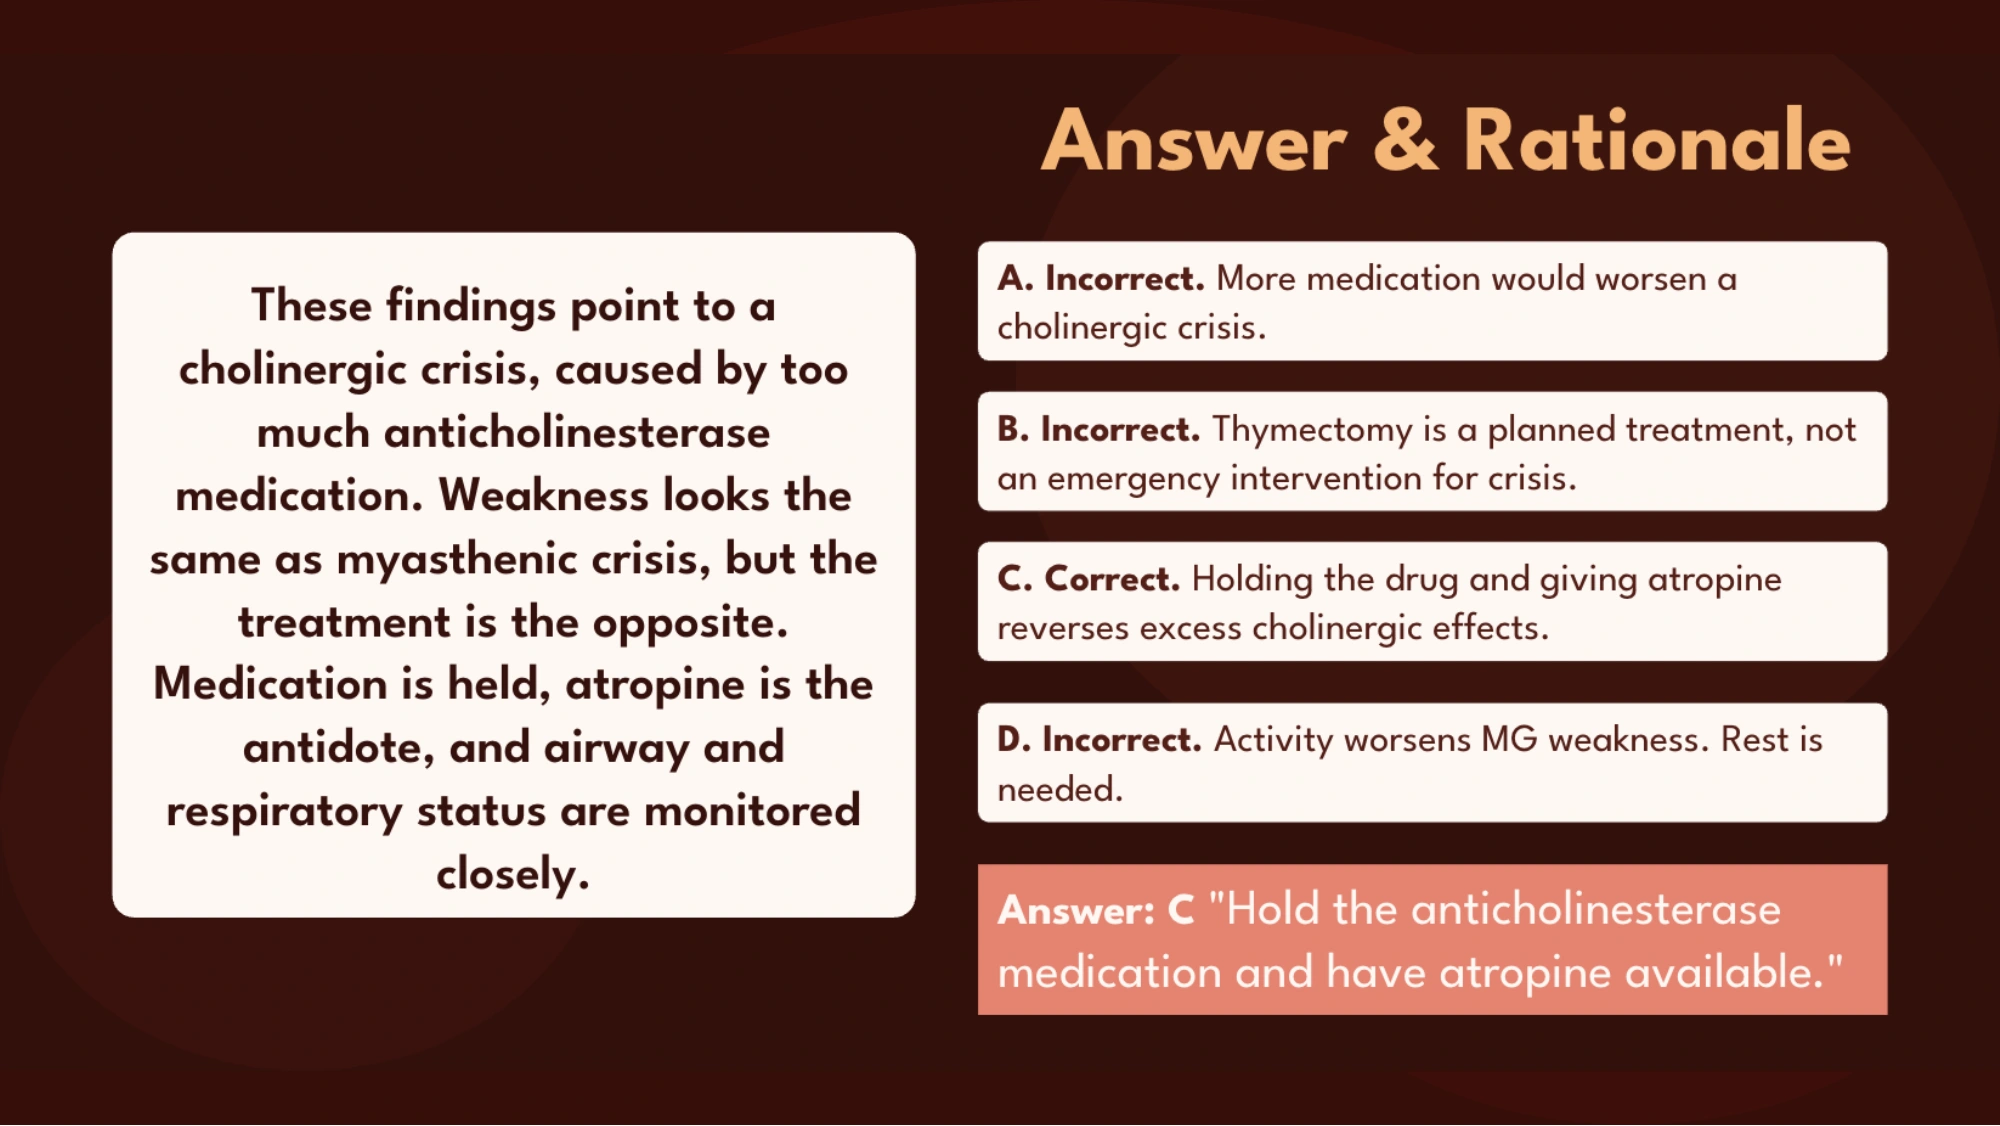 Answer & Rationale
These findings point to a
cholinergic crisis, caused by too
much anticholinesterase
medication. Weakness looks the
same as myasthenic crisis, but the
treatment is the opposite.
Medication is held, atropine is the
antidote, and airway and
respiratory status are monitored
closely.
A. Incorrect. More medication would worsen a
cholinergic crisis.
B. Incorrect. Thymectomy is a planned treatment, not
an emergency intervention for crisis.
C. Correct. Holding the drug and giving atropine
reverses excess cholinergic effects.
D. Incorrect. Activity worsens MG weakness. Rest is
needed.
Answer: C "Hold the anticholinesterase
medication and have atropine available."